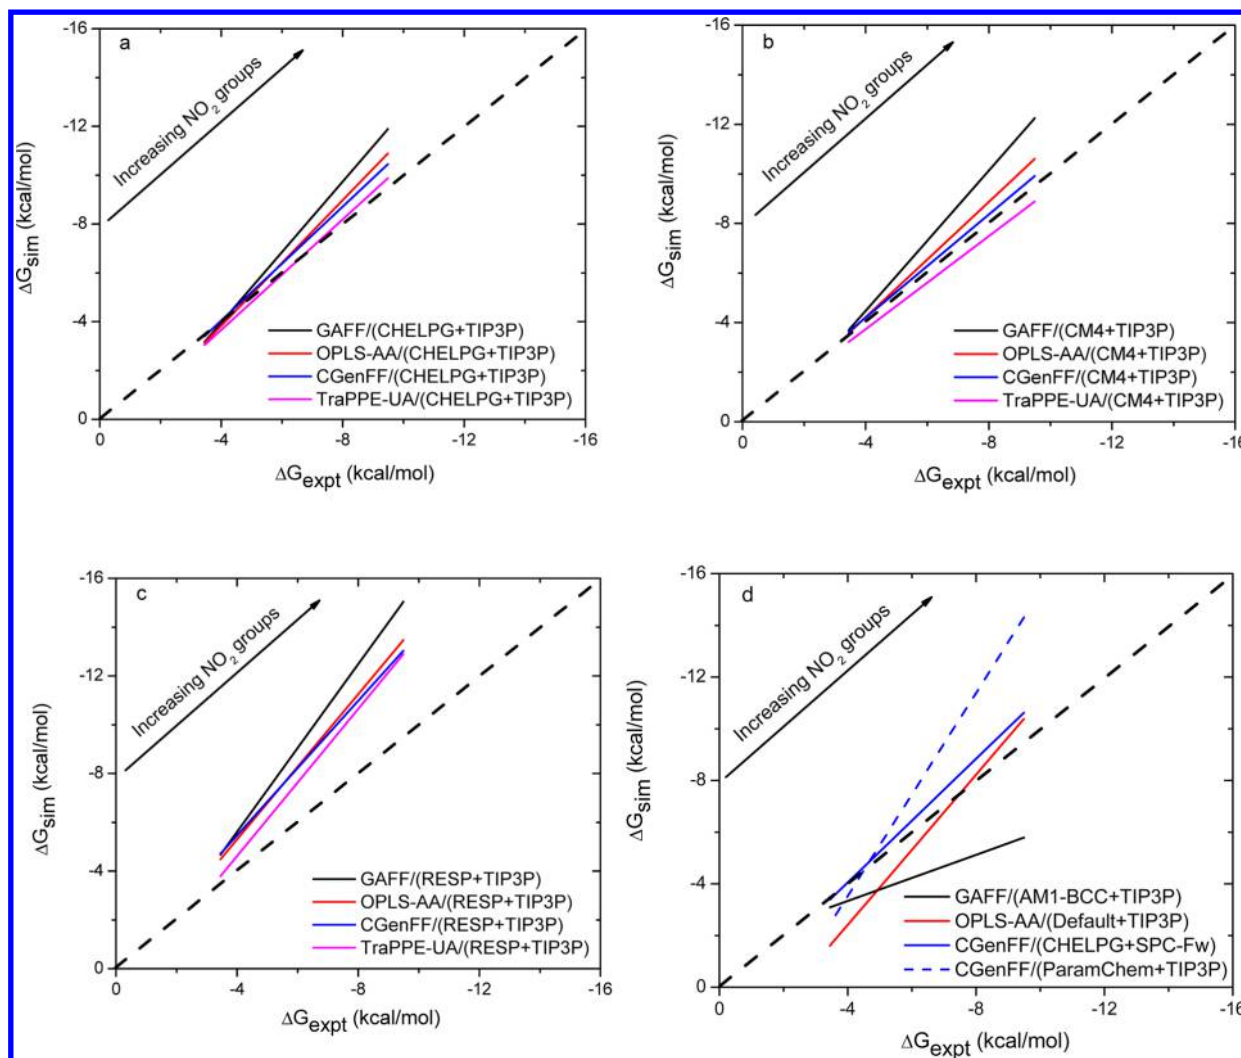 a
Increasing NO2 groups
ΔGsim (kcal/mol)
-16
-12
-8
-4
0
GAFF/(CHELPG+TIP3P)
OPLS-AA/(CHELPG+TIP3P)
CGenFF/(CHELPG+TIP3P)
TraPPE-UA/(CHELPG+TIP3P)
0 -4 -8 -12 -16
ΔGexpt (kcal/mol)
b
Increasing NO2 groups
ΔGsim (kcal/mol)
-16
-12
-8
-4
0
GAFF/(CM4+TIP3P)
OPLS-AA/(CM4+TIP3P)
CGenFF/(CM4+TIP3P)
TraPPE-UA/(CM4+TIP3P)
0 -4 -8 -12 -16
ΔGexpt (kcal/mol)
c
Increasing NO2 groups
ΔGsim (kcal/mol)
-16
-12
-8
-4
0
GAFF/(RESP+TIP3P)
OPLS-AA/(RESP+TIP3P)
CGenFF/(RESP+TIP3P)
TraPPE-UA/(RESP+TIP3P)
0 -4 -8 -12 -16
ΔGexpt (kcal/mol)
d
Increasing NO2 groups
ΔGsim (kcal/mol)
-16
-12
-8
-4
0
GAFF/(AM1-BCC+TIP3P)
OPLS-AA/(Default+TIP3P)
CGenFF/(CHELPG+SPC-Fw)
CGenFF/(ParamChem+TIP3P)
0 -4 -8 -12 -16
ΔGexpt (kcal/mol)